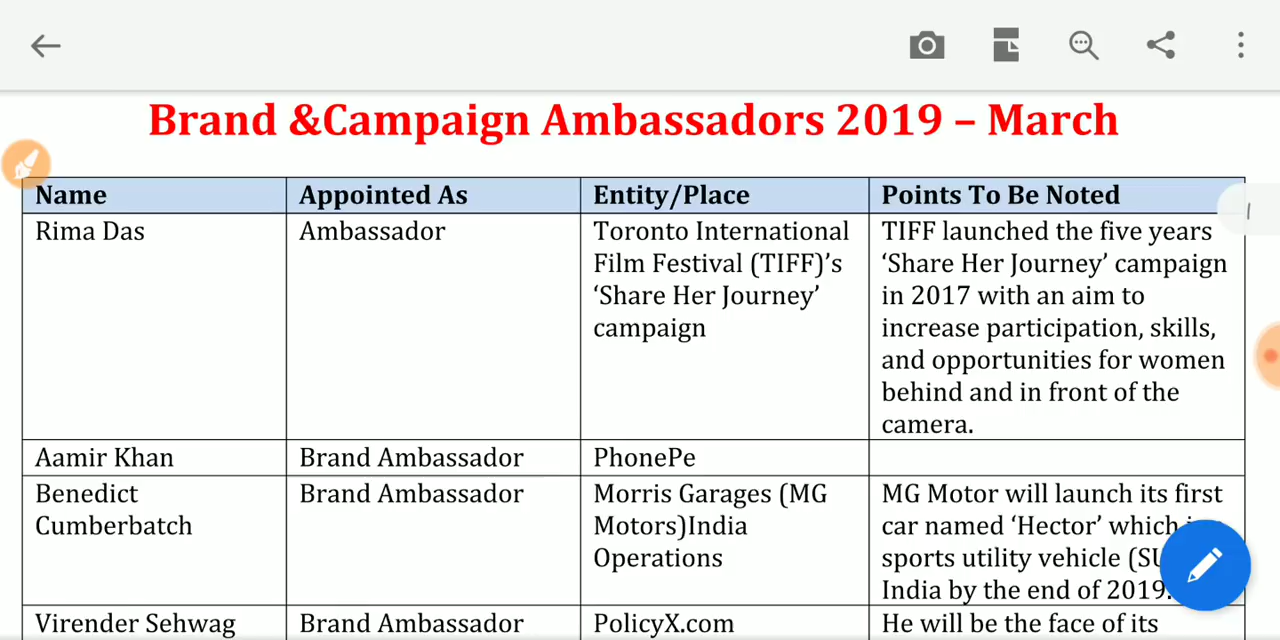 Brand &Campaign Ambassadors 2019 – March
Name Appointed As Entity/Place Points To Be Noted
Rima Das Ambassador Toronto International TIFF launched the five years
Film Festival (TIFF)'s ‘Share Her Journey’ campaign
‘Share Her Journey’ in 2017 with an aim to
campaign increase participation, skills,
and opportunities for women
behind and in front of the
camera.
Aamir Khan Brand Ambassador PhonePe
Benedict Brand Ambassador Morris Garages (MG MG Motor will launch its first
Cumberbatch Motors)India car named ‘Hector’ which
Operations sports utility vehicle
India by the end of 2019.
Virender Sehwag Brand Ambassador PolicyX.com He will be the face of its